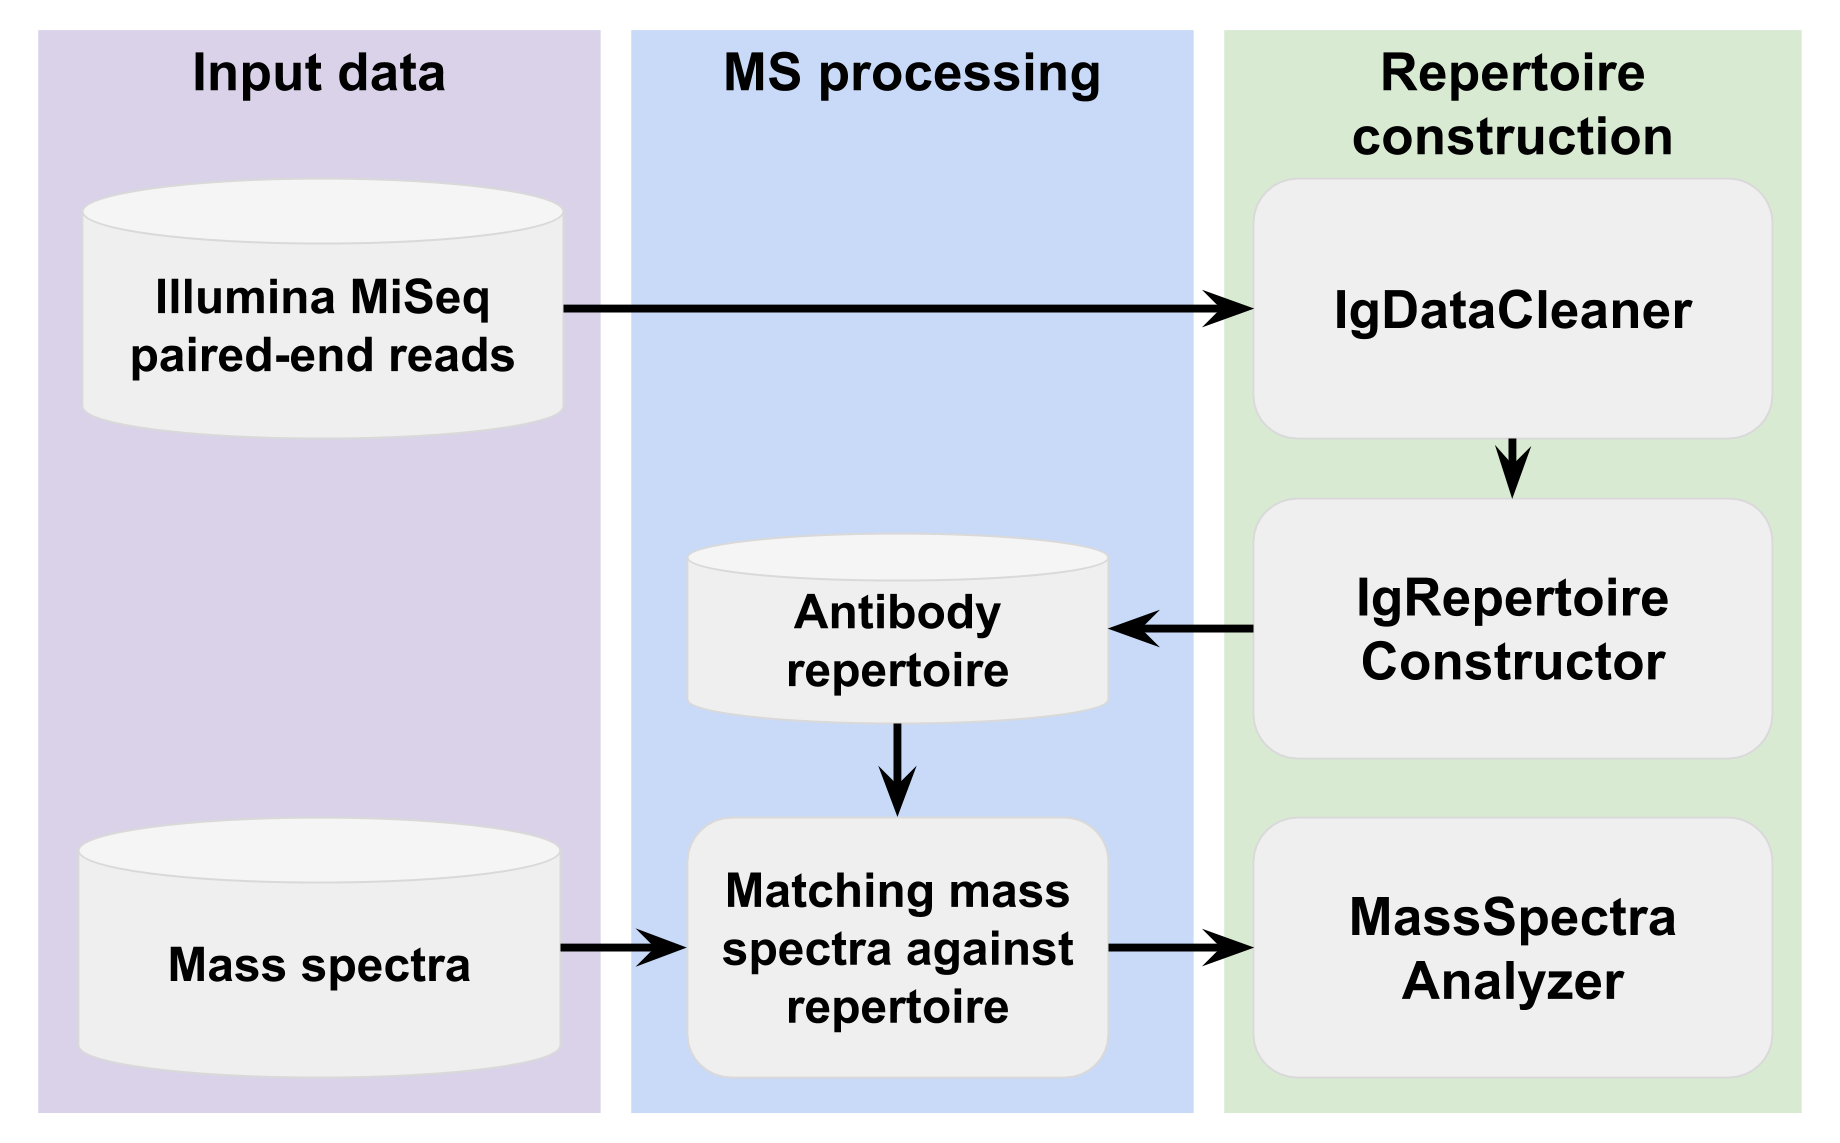 Input data
MS processing
Repertoire
construction
Illumina MiSeq
paired-end reads
IgDataCleaner
Antibody
repertoire
IgRepertoire
Constructor
Mass spectra
Matching mass
spectra against
repertoire
MassSpectra
Analyzer